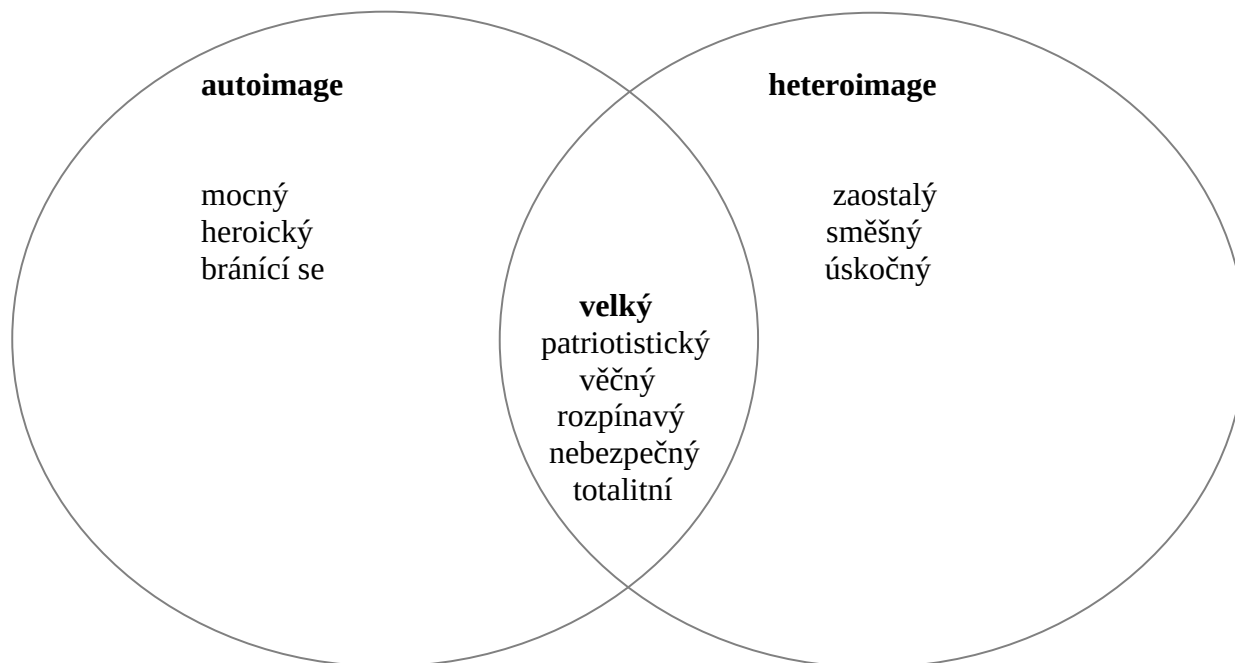 autoimage
heteroimage
mocný
heroický
bránící se
zaostalý
směšný
úskočný
velký
patriotistický
věčný
rozpínavý
nebezpečný
totalitní